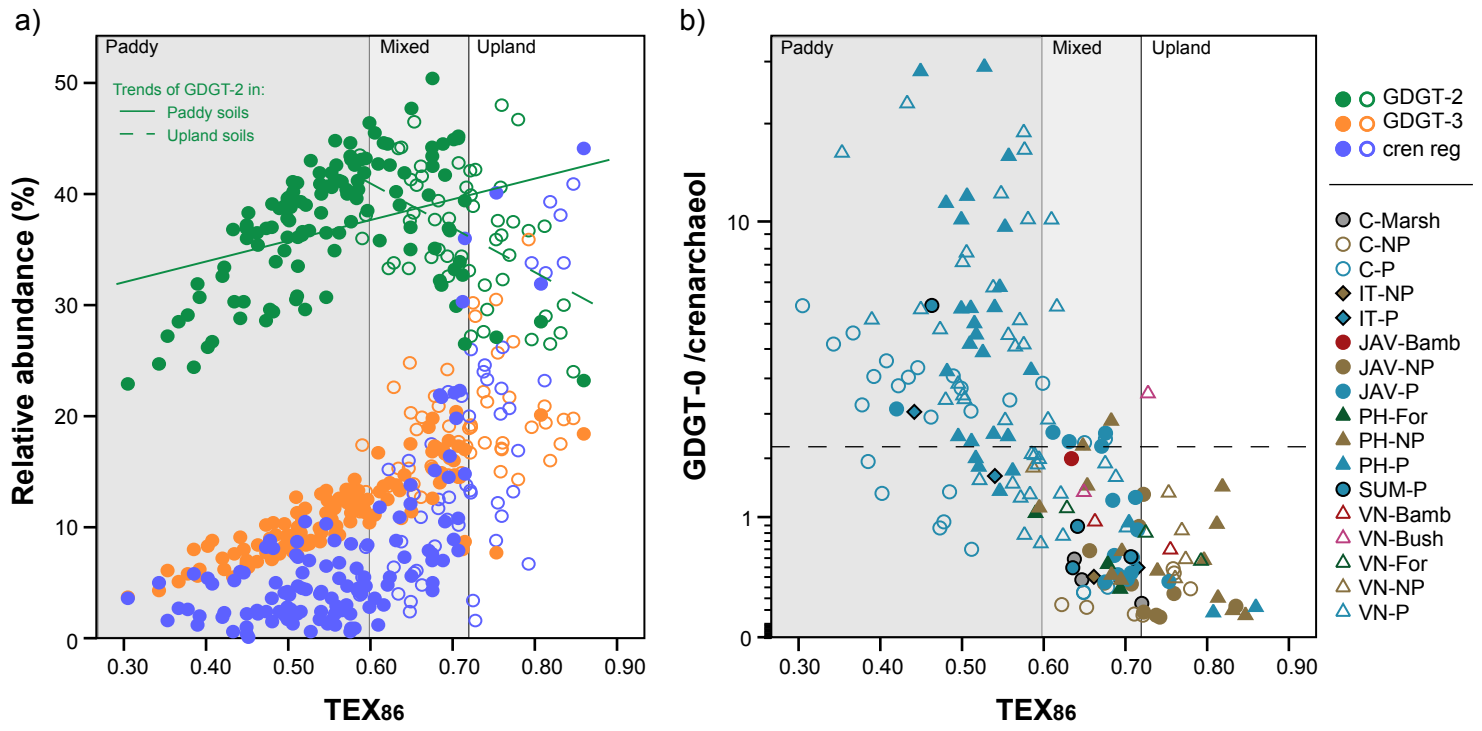 a)
Paddy
Mixed
Upland
Trends of GDGT-2 in:
Paddy soils
Upland soils
Relative abundance (%)
50
40
30
20
10
0
0.30
0.40
0.50
0.60
0.70
0.80
0.90
TEX86
b)
Paddy
Mixed
Upland
GDGT-0 /crenarchaeol
10
1
0
0.30
0.40
0.50
0.60
0.70
0.80
0.90
TEX86
GDGT-2
GDGT-3
cren reg
C-Marsh
C-NP
C-P
IT-NP
IT-P
JAV-Bamb
JAV-NP
JAV-P
PH-For
PH-NP
PH-P
SUM-P
VN-Bamb
VN-Bush
VN-For
VN-NP
VN-P